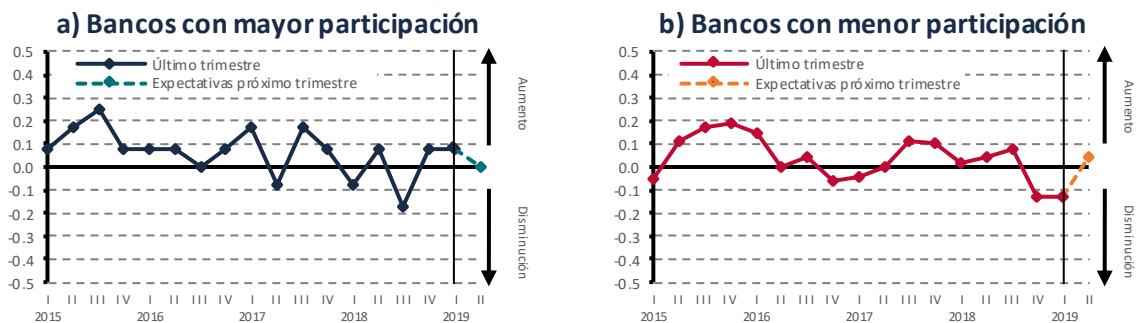 a) Bancos con mayor participación
0.5
0.4
0.3
0.2
0.1
0.0
-0.1
-0.2
-0.3
-0.4
-0.5
Último trimestre
Expectativas próximo trimestre
Aumento
Disminución
I II III IV I II III IV I II III IV I II III IV I II
2015 2016 2017 2018 2019
b) Bancos con menor participación
0.5
0.4
0.3
0.2
0.1
0.0
-0.1
-0.2
-0.3
-0.4
-0.5
Último trimestre
Expectativas próximo trimestre
Aumento
Disminución
I II III IV I II III IV I II III IV I II III IV I II
2015 2016 2017 2018 2019